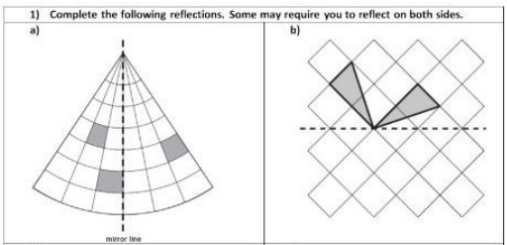 1) Complete the following reflections. Some may require you to reflect on both sides.
a)
b)
mirror line